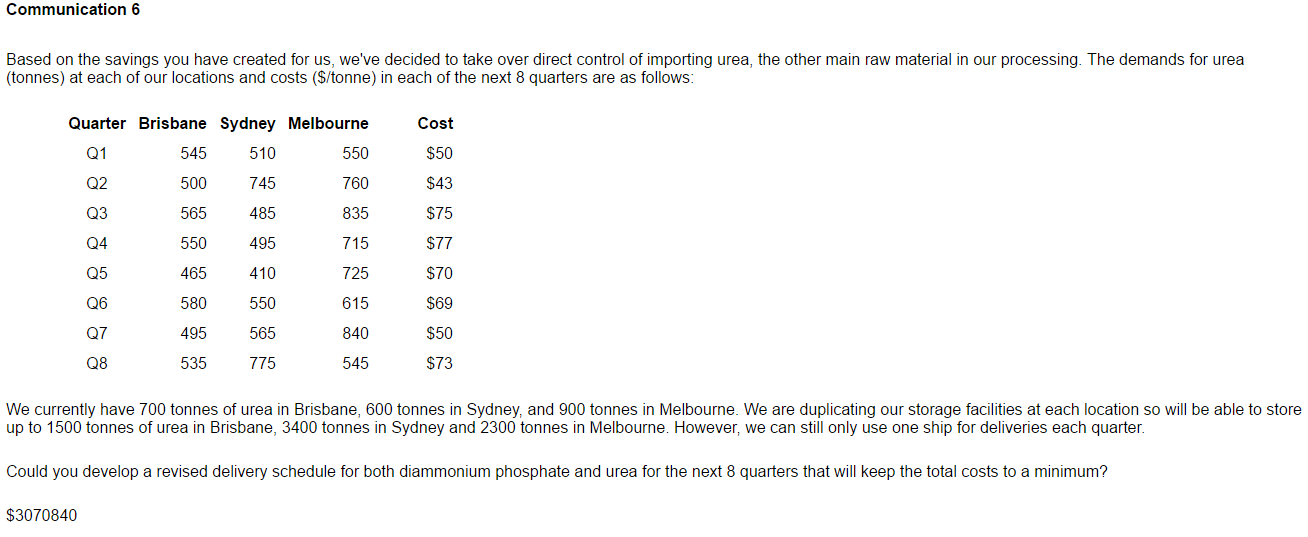 Communication 6
Based on the savings you have created for us, we've decided to take over direct control of importing urea, the other main raw material in our processing. The demands for urea
(tonnes) at each of our locations and costs ($/tonne) in each of the next 8 quarters are as follows:
Quarter Brisbane Sydney Melbourne Cost
Q1 545 510 550 $50
Q2 500 745 760 $43
Q3 565 485 835 $75
Q4 550 495 715 $77
Q5 465 410 725 $70
Q6 580 550 615 $69
Q7 495 565 840 $50
Q8 535 775 545 $73
We currently have 700 tonnes of urea in Brisbane, 600 tonnes in Sydney, and 900 tonnes in Melbourne. We are duplicating our storage facilities at each location so will be able to store
up to 1500 tonnes of urea in Brisbane, 3400 tonnes in Sydney and 2300 tonnes in Melbourne. However, we can still only use one ship for deliveries each quarter.
Could you develop a revised delivery schedule for both diammonium phosphate and urea for the next 8 quarters that will keep the total costs to a minimum?
$3070840